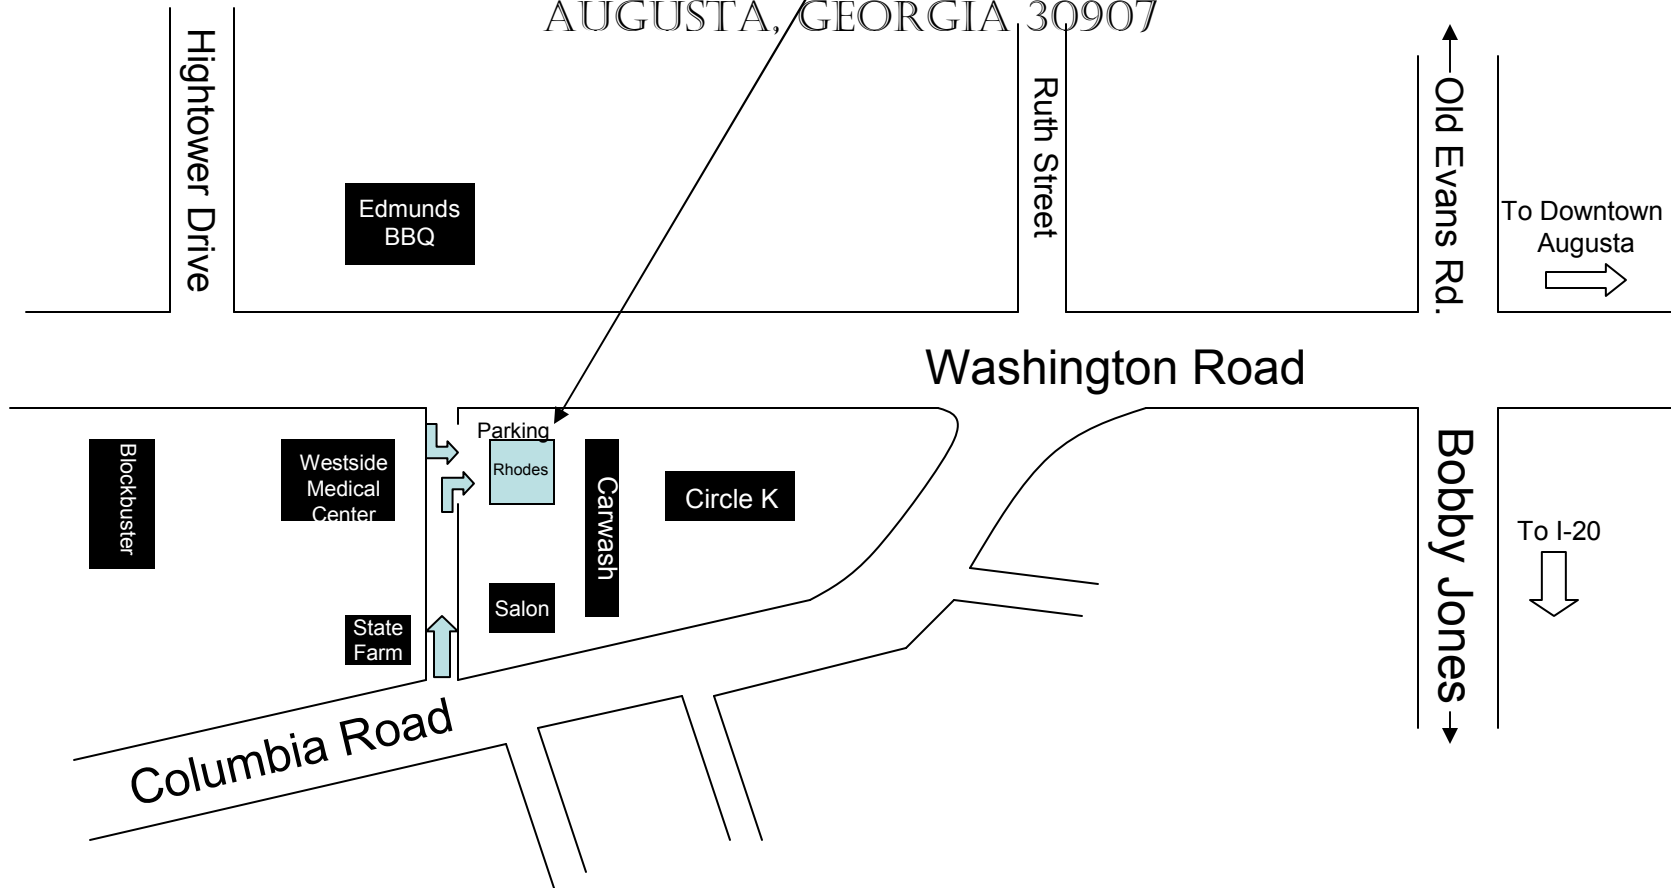 AUGUSTA, GEORGIA 30907
Hightower Drive
Edmunds
BBQ
Ruth Street
Old Evans Rd.
To Downtown
Augusta
Washington Road
Blockbuster
Westside
Medical
Center
Parking
Rhodes
Carwash
Circle K
Salon
State
Farm
Columbia Road
Bobby Jones
To I-20